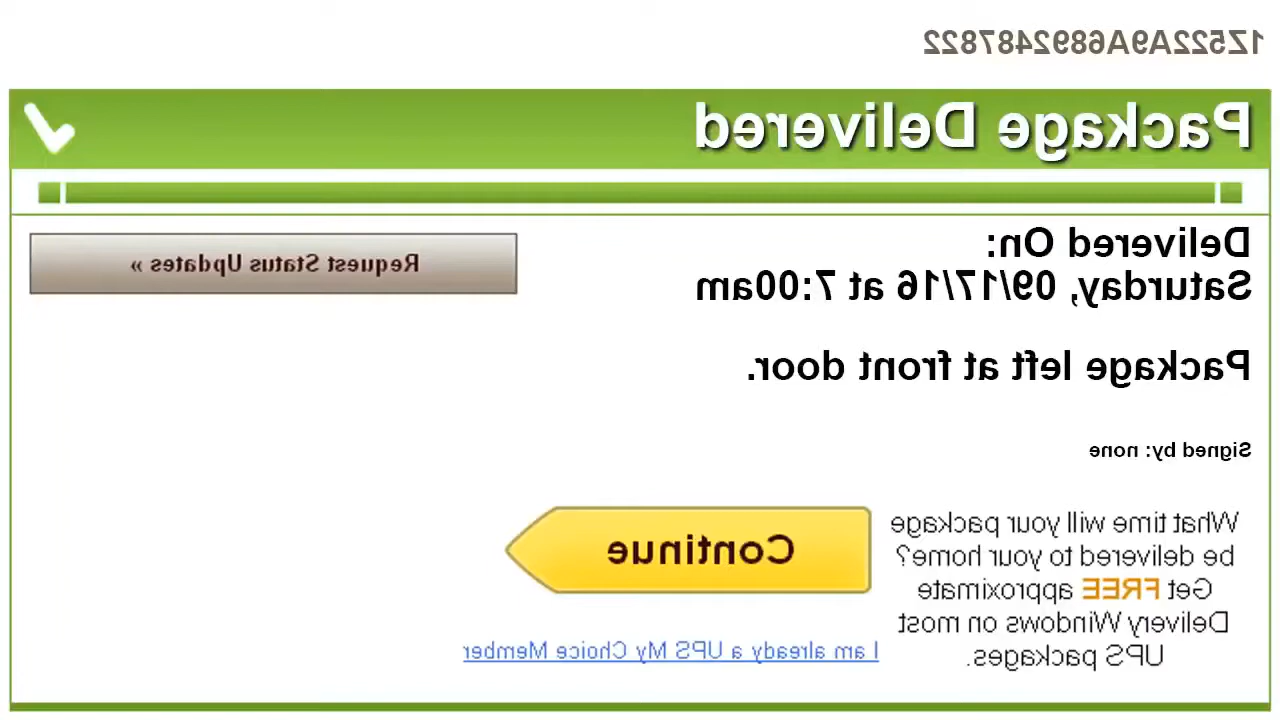 1Z522A9A6892487822
Package Delivered
Delivered On:
Saturday, 09/17/16 at 7:00am
Request Status Updates »
Package left at front door.
Signed by: none
What time will your package
be delivered to your home?
Get FREE approximate
Delivery Windows on most
UPS packages.
Continue
I am already a UPS My Choice Member